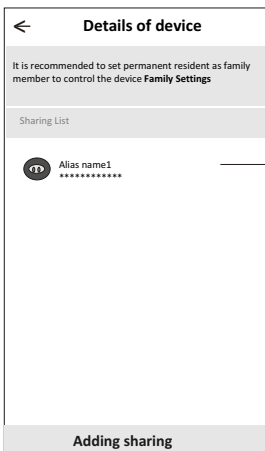 Details of device
It is recommended to set permanent resident as family
member to control the device Family Settings
Sharing List
Alias name1
************
Adding sharing